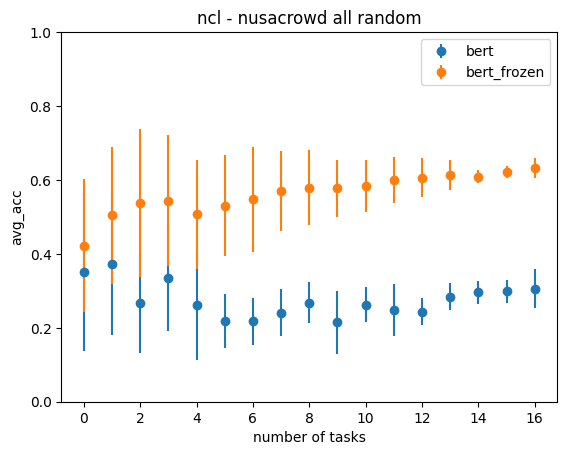 ncl - nusacrowd all random
bert
bert_frozen
avg_acc
1.0
0.8
0.6
0.4
0.2
0.0
0 2 4 6 8 10 12 14 16
number of tasks